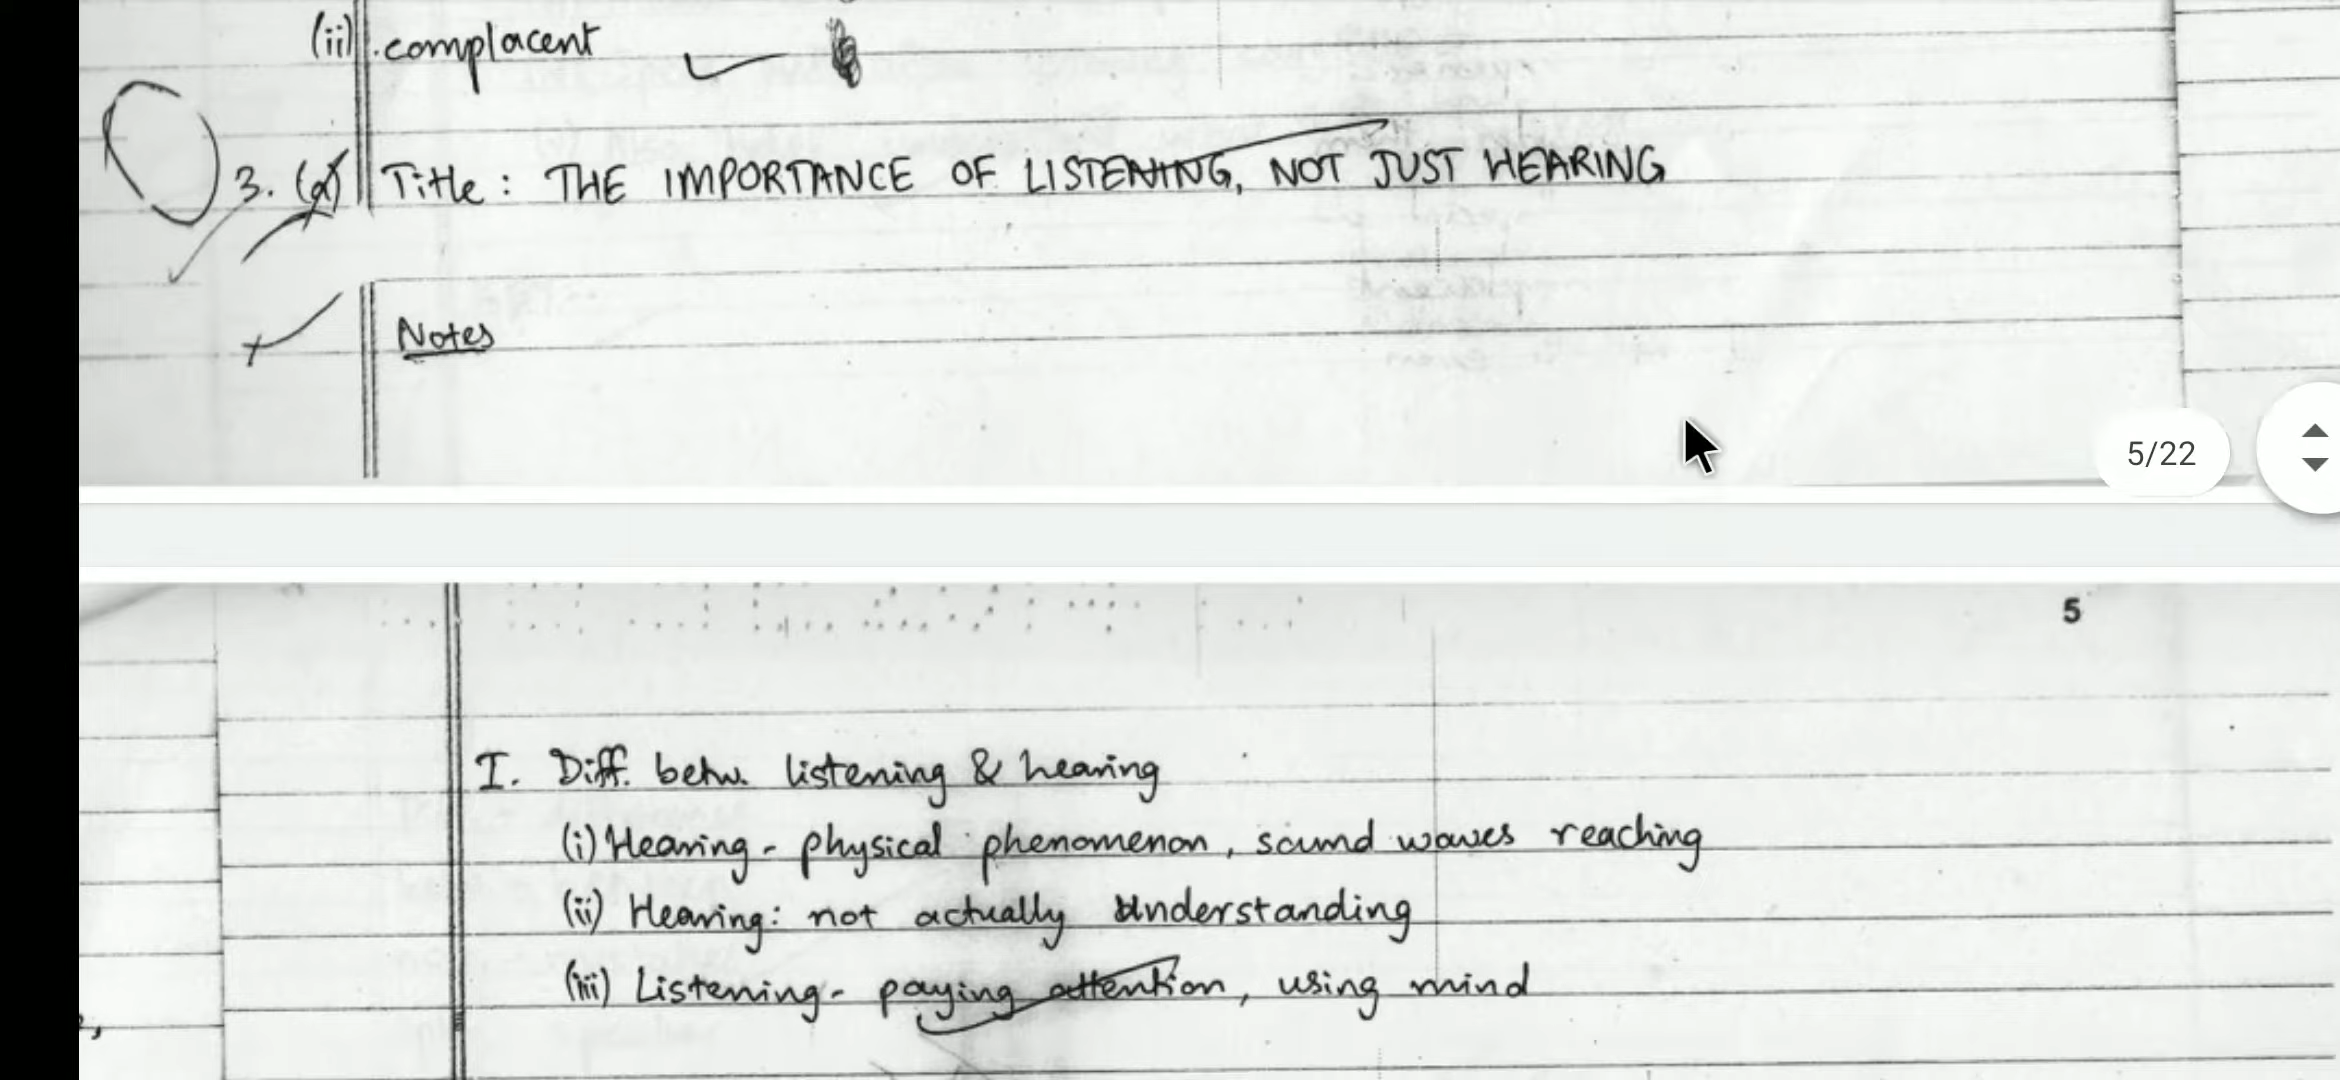 (ii) complacent
3. (a) Title : THE IMPORTANCE OF LISTENING, NOT JUST HEARING
Notes
5/22
5
I. Diff. betw. listening & hearing
(i) Hearing - physical phenomenon, sound waves reaching
(ii) Hearing: not actually understanding
(iii) Listening - paying attention, using mind